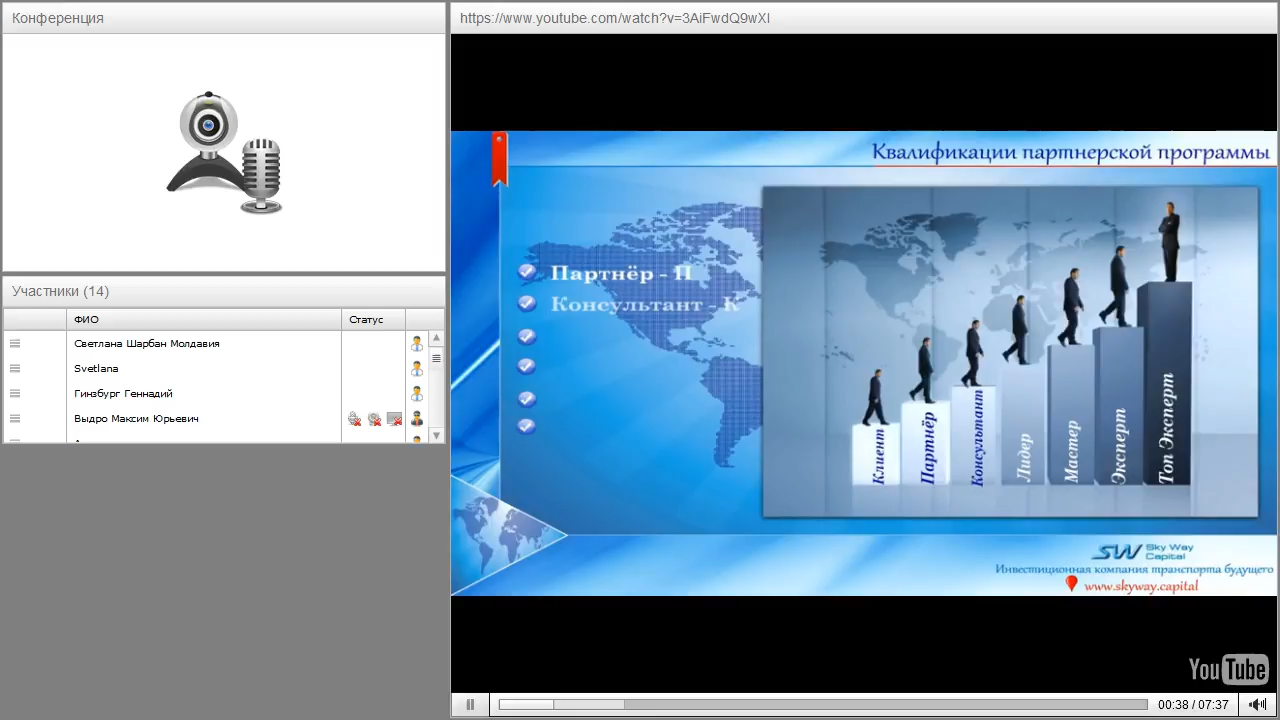 Конференция
https://www.youtube.com/watch?v=3AiFwdQ9wXI
Участники (14)
ФИО
Статус
Светлана Шарбан Молдавия
Svetlana
Гинзбург Геннадий
Выдро Максим Юрьевич
Квалификации партнерской программы
Партнёр - П
Консультант - К
Клиент
Партнёр
Консультант
Лидер
Мастер
Эксперт
Топ Эксперт
SW Sky Way
Capital
Инвестиционная компания транспорта будущего
www.skyway.capital
YouTube
00:38 / 07:37